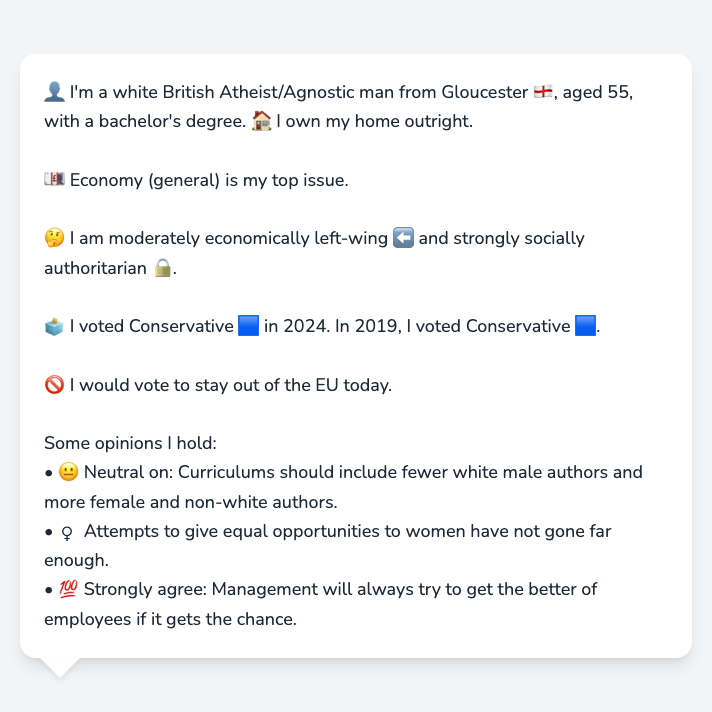 👤 I'm a white British Atheist/Agnostic man from Gloucester 🏴󠁧󠁢󠁥󠁮󠁧󠁿, aged 55,
with a bachelor's degree. 🏠 I own my home outright.
💷 Economy (general) is my top issue.
🤔 I am moderately economically left-wing ⬅️ and strongly socially
authoritarian 🔒.
🗳️ I voted Conservative 🟦 in 2024. In 2019, I voted Conservative 🟦.
🚫 I would vote to stay out of the EU today.
Some opinions I hold:
• 😐 Neutral on: Curriculums should include fewer white male authors and
more female and non-white authors.
• ♀ Attempts to give equal opportunities to women have not gone far
enough.
• 💯 Strongly agree: Management will always try to get the better of
employees if it gets the chance.